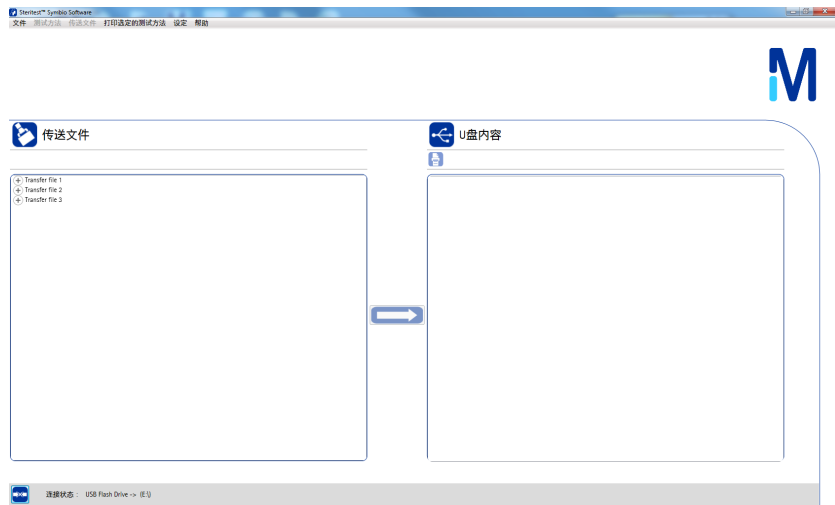 Steritest™ Symbio Software
文件 测试方法 传送文件 打印选定的测试方法 设定 帮助
M
传送文件
U盘内容
Transfer file 1
Transfer file 2
Transfer file 3
连接状态： USB Flash Drive -> (E:\)